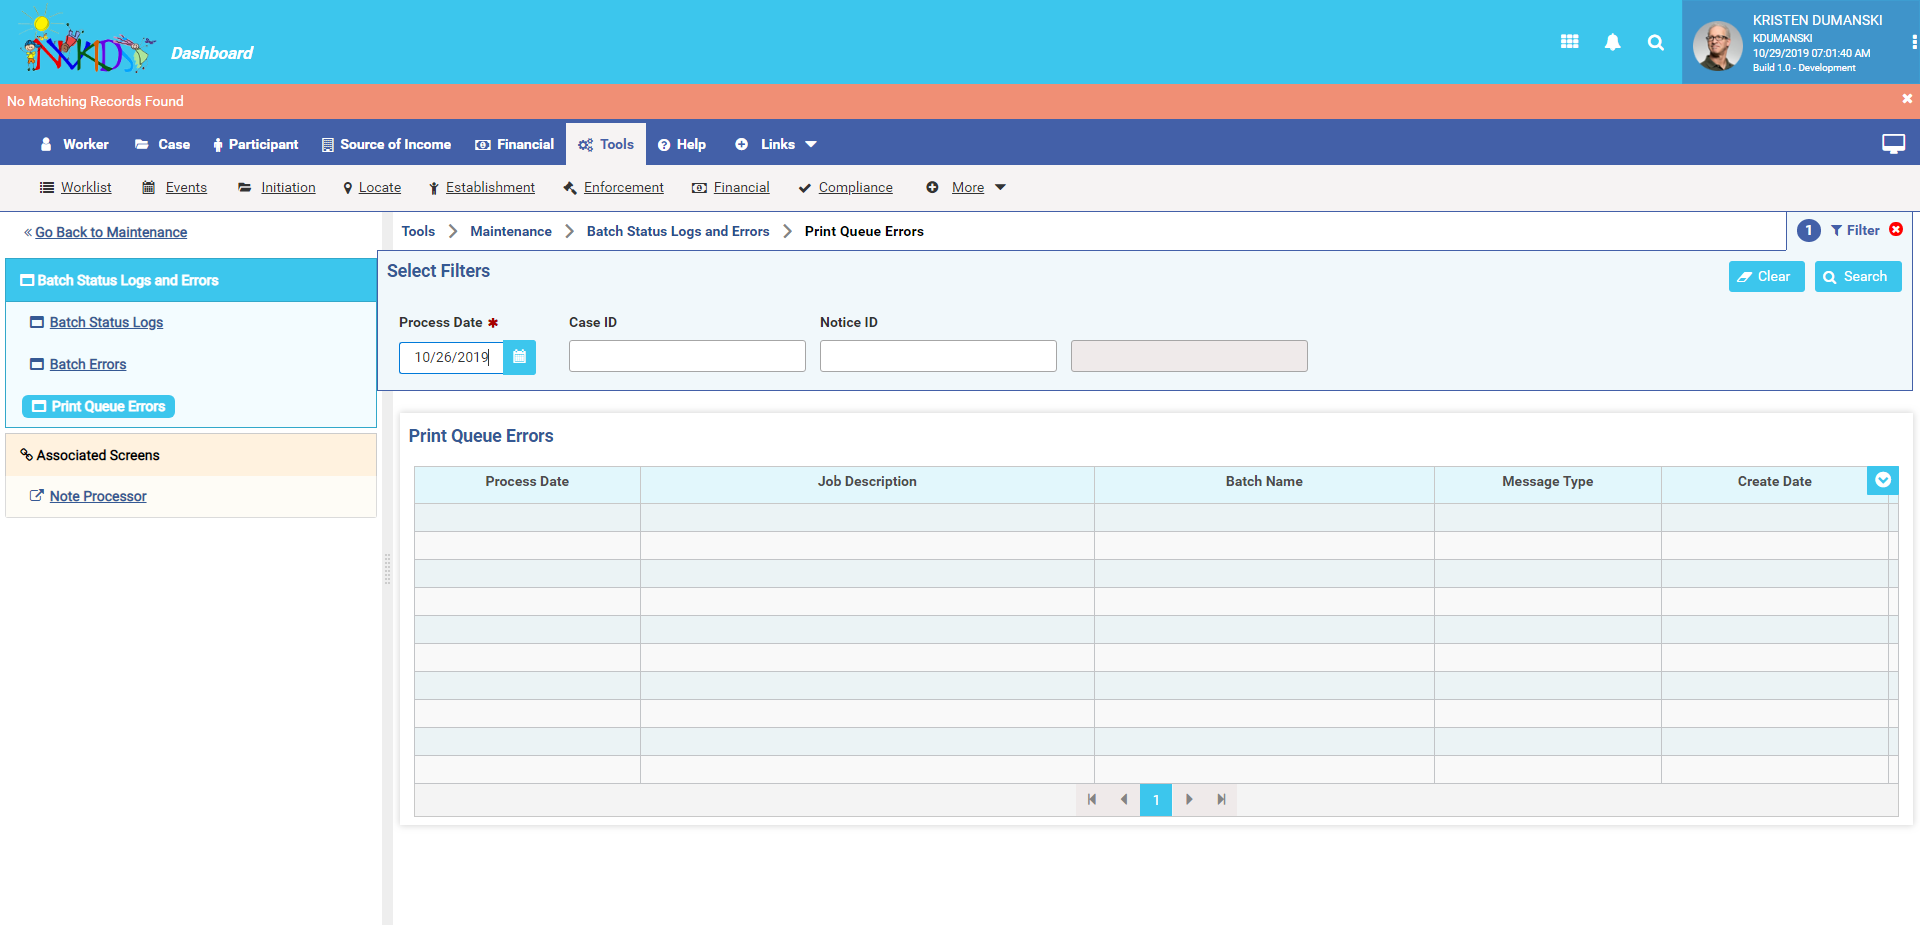 NVKIDS
Dashboard
KRISTEN DUMANSKI
KDUMANSKI
10/29/2019 07:01:40 AM
Build 1.0 - Development
No Matching Records Found
Worker Case Participant Source of Income Financial Tools Help Links
Worklist Events Initiation Locate Establishment Enforcement Financial Compliance More
« Go Back to Maintenance
Tools Maintenance Batch Status Logs and Errors Print Queue Errors
1 Filter
Batch Status Logs and Errors
Batch Status Logs
Batch Errors
Print Queue Errors
Associated Screens
Note Processor
Select Filters
Clear Search
Process Date * Case ID Notice ID
10/26/2019
Print Queue Errors
Process Date Job Description Batch Name Message Type Create Date
1